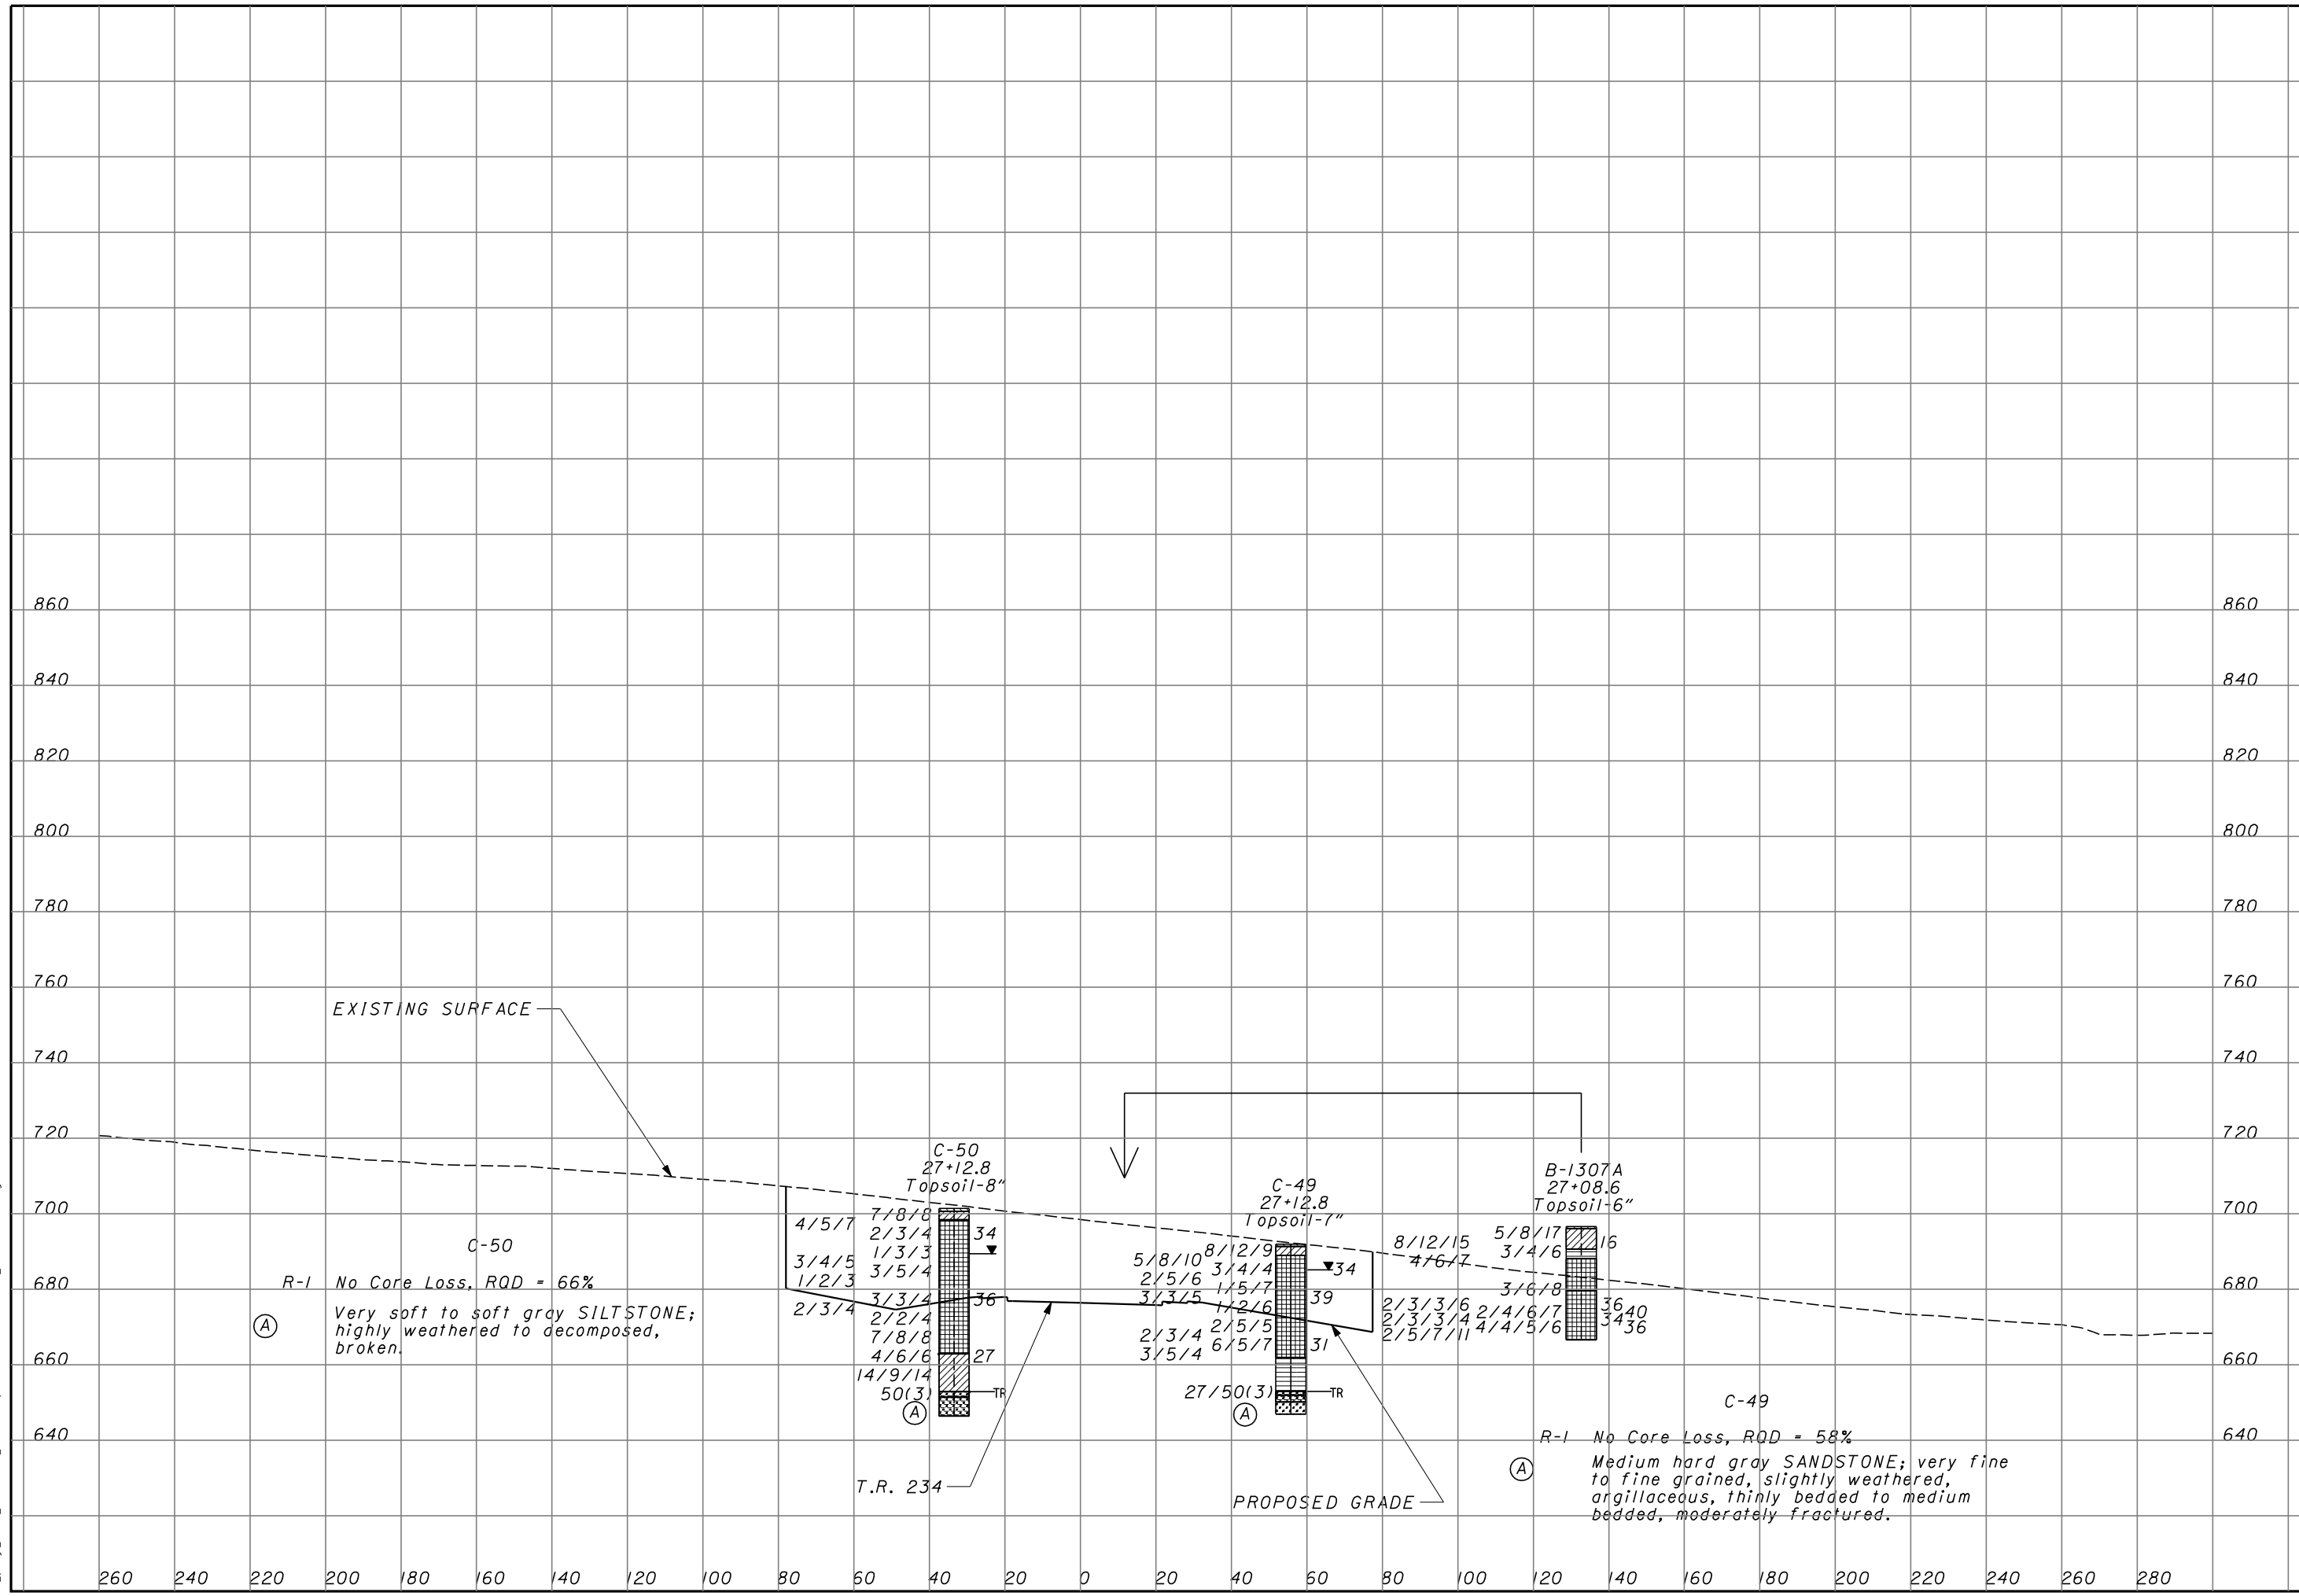 860 860
840 840
820 820
800 800
780 780
760 760
EXISTING SURFACE
740 740
720 720
C-50
27+12.8
Topsoil-8"
C-49
27+12.8
Topsoil-7"
B-1307A
27+08.6
Topsoil-6"
700 700
4/5/7
3/4/5
1/2/3
2/3/4
7/8/8
2/3/4
1/3/3
3/5/4
3/3/4
2/2/4
7/8/8
4/6/6
14/9/14
50(3)
34
36
27
TR
A
5/8/10
2/5/6
3/3/5
2/3/4
3/5/4
8/12/9
3/4/4
1/5/7
1/2/6
2/5/5
6/5/7
27/50(3)
34
39
31
TR
A
8/12/15
4/6/7
2/3/3/6
2/3/3/4
2/5/7/11
5/8/17
3/4/6
3/6/8
2/4/6/7
4/4/5/6
16
36
40
34
36
680 680
660 660
640 640
C-50
R-1 No Core Loss, RQD = 66%
A
Very soft to soft gray SILTSTONE;
highly weathered to decomposed,
broken.
C-49
R-1 No Core Loss, RQD = 58%
A
Medium hard gray SANDSTONE; very fine
to fine grained, slightly weathered,
argillaceous, thinly bedded to medium
bedded, moderately fractured.
T.R. 234
PROPOSED GRADE
260 240 220 200 180 160 140 120 100 80 60 40 20 0 20 40 60 80 100 120 140 160 180 200 220 240 260 280